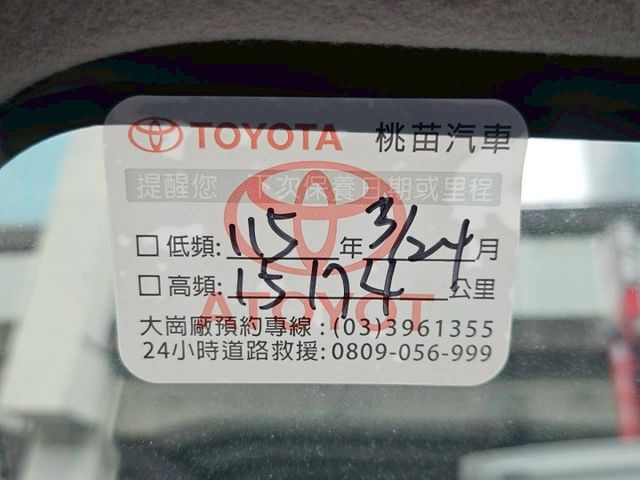 TOYOTA 桃苗汽車
提醒您 下次保養日期或里程
□ 低頻: 115 年 3/24 月
□ 高頻: 15174 公里
TOYOTA
大崗廠預約專線 : (03)3961355
24小時道路救援: 0809-056-999